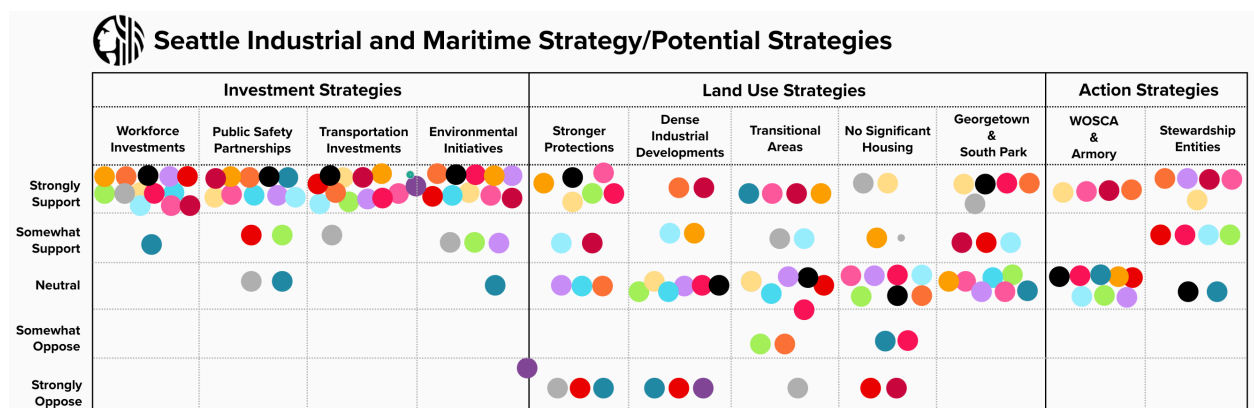 Seattle Industrial and Maritime Strategy/Potential Strategies
Investment Strategies
Land Use Strategies
Action Strategies
Workforce
Investments
Public Safety
Partnerships
Transportation
Investments
Environmental
Initiatives
Stronger
Protections
Dense
Industrial
Developments
Transitional
Areas
No Significant
Housing
Georgetown
&
South Park
WOSCA
&
Armory
Stewardship
Entities
Strongly
Support
Somewhat
Support
Neutral
Somewhat
Oppose
Strongly
Oppose